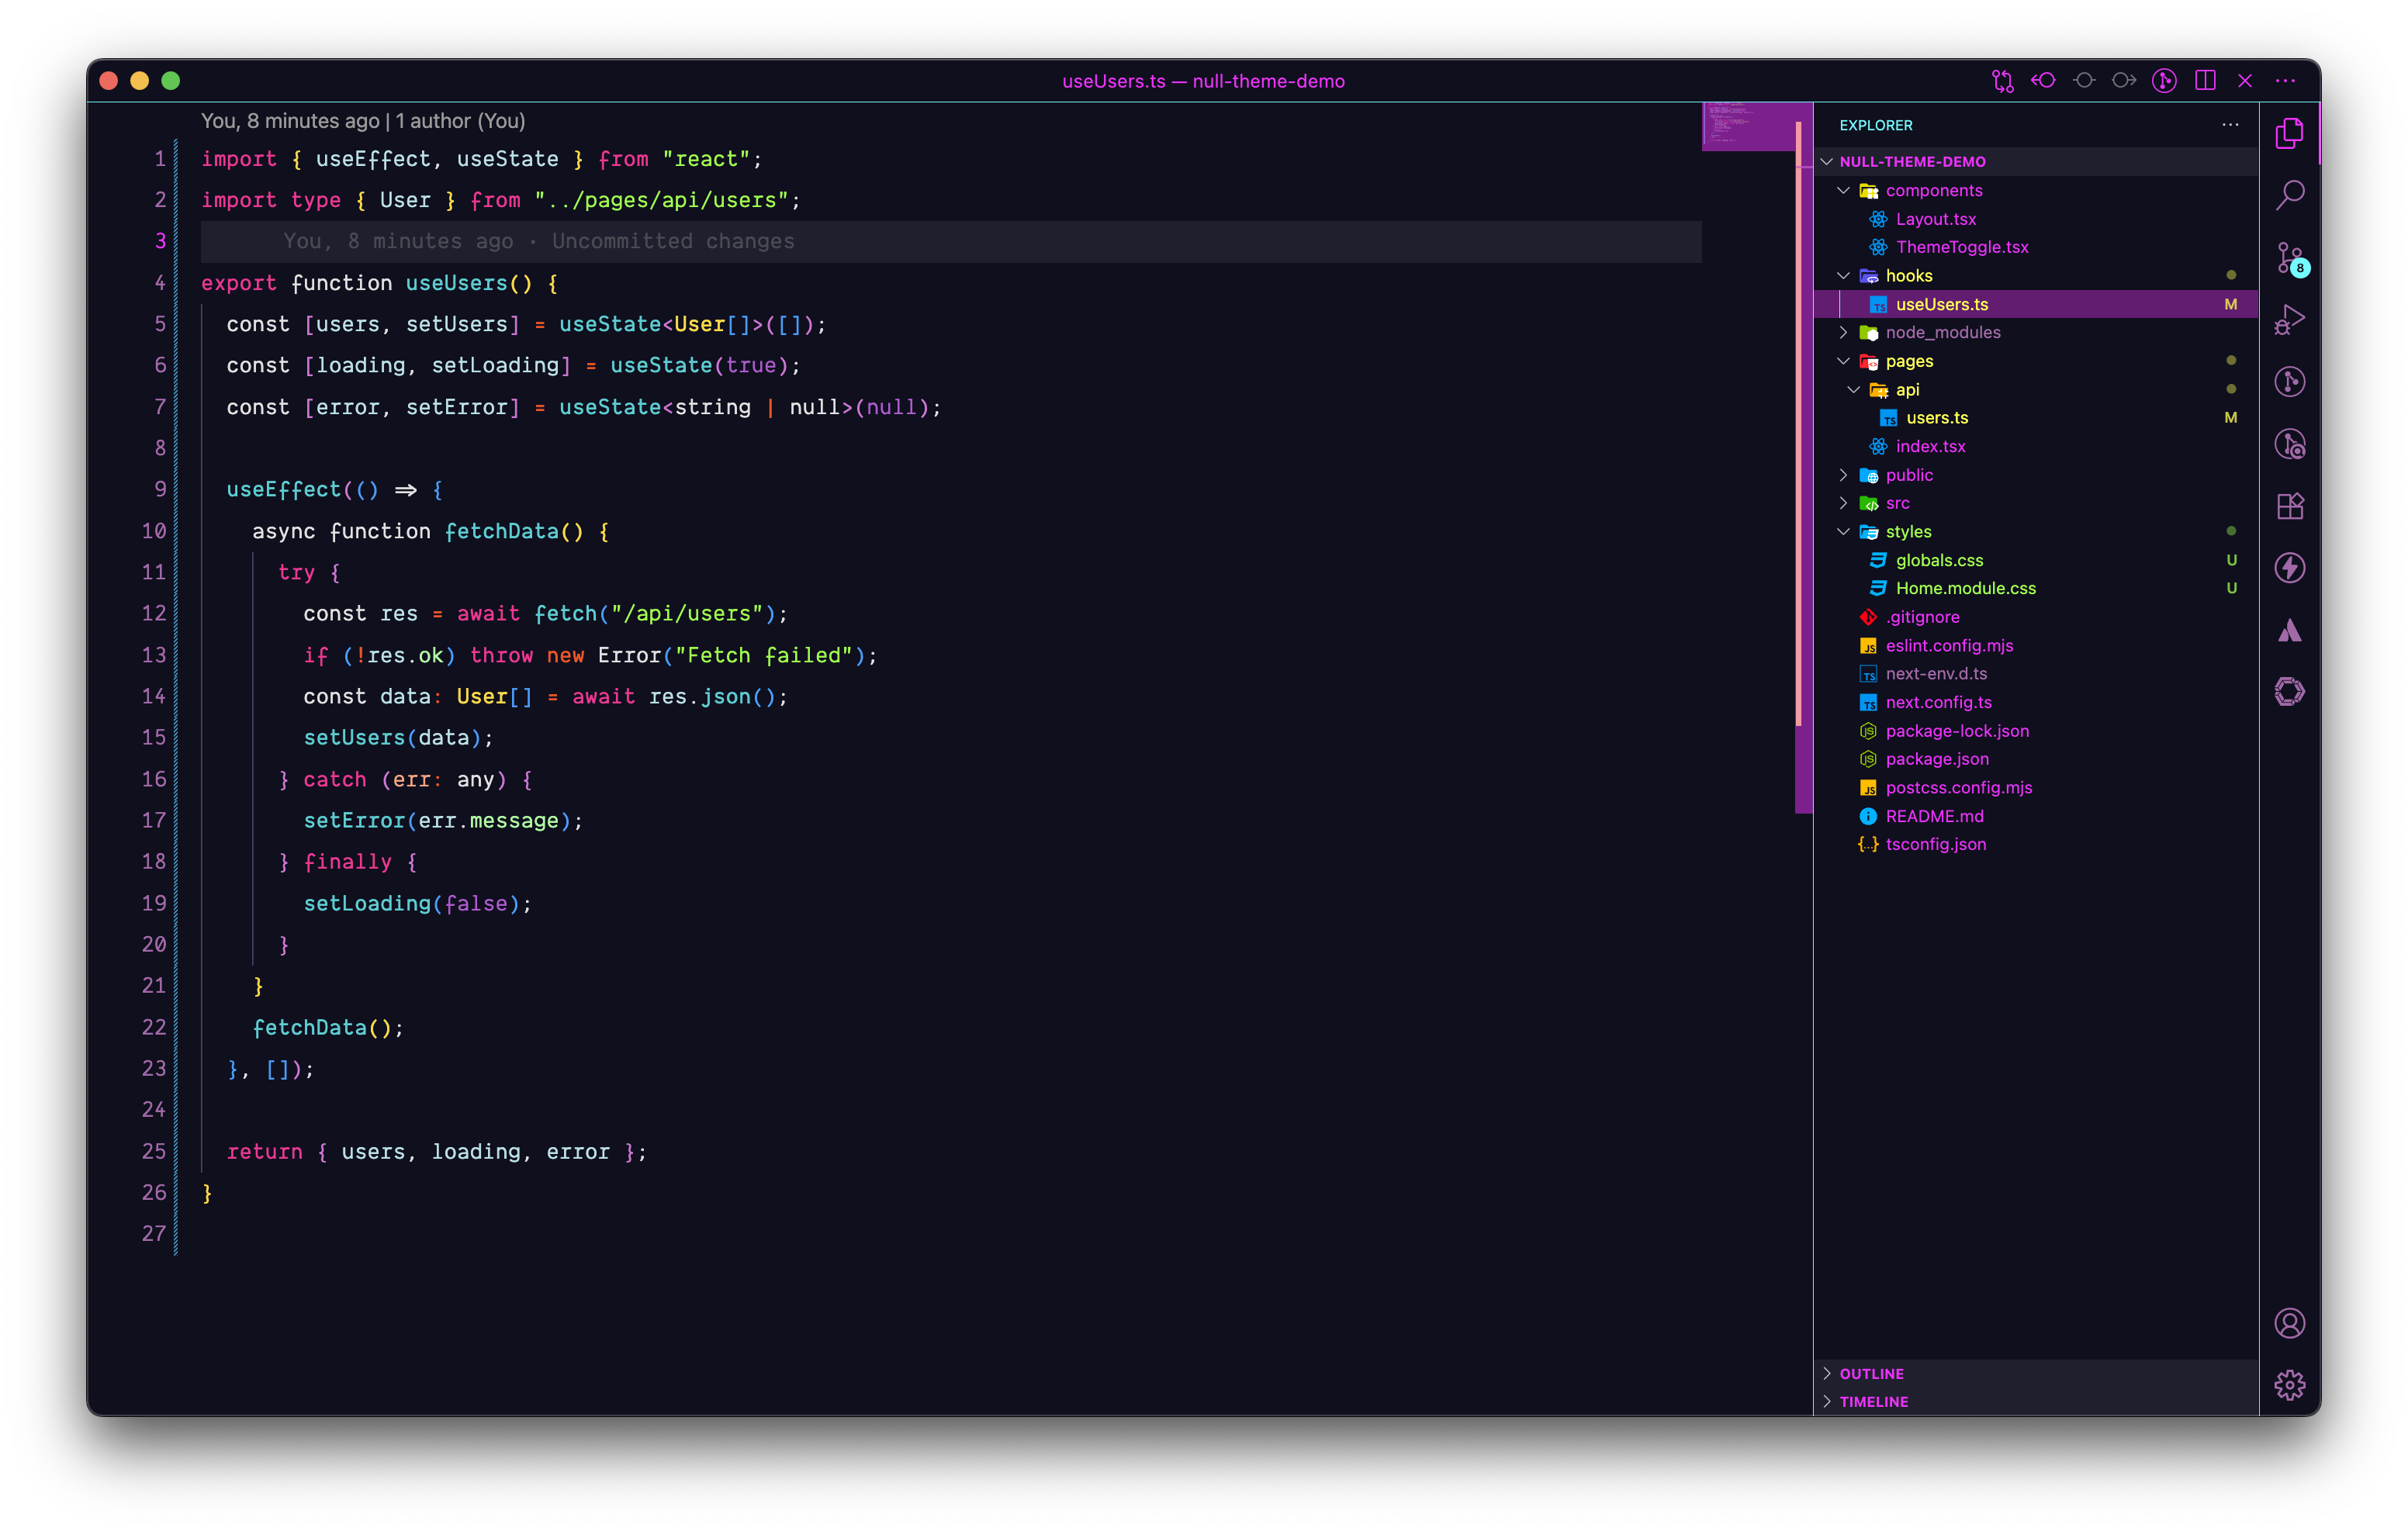 useUsers.ts — null-theme-demo
You, 8 minutes ago | 1 author (You)
1 import { useEffect, useState } from "react";
2 import type { User } from "../pages/api/users";
3 You, 8 minutes ago · Uncommitted changes
4 export function useUsers() {
5 const [users, setUsers] = useState<User[]>([]);
6 const [loading, setLoading] = useState(true);
7 const [error, setError] = useState<string | null>(null);
8
9 useEffect(() => {
10 async function fetchData() {
11 try {
12 const res = await fetch("/api/users");
13 if (!res.ok) throw new Error("Fetch failed");
14 const data: User[] = await res.json();
15 setUsers(data);
16 } catch (err: any) {
17 setError(err.message);
18 } finally {
19 setLoading(false);
20 }
21 }
22 fetchData();
23 }, []);
24
25 return { users, loading, error };
26 }
27
EXPLORER
NULL-THEME-DEMO
components
Layout.tsx
ThemeToggle.tsx
hooks
TS useUsers.ts M
node_modules
pages
api
TS users.ts M
index.tsx
public
src
styles
globals.css U
Home.module.css U
.gitignore
JS eslint.config.mjs
TS next-env.d.ts
TS next.config.ts
JS package-lock.json
JS package.json
JS postcss.config.mjs
README.md
{...} tsconfig.json
OUTLINE
TIMELINE
8